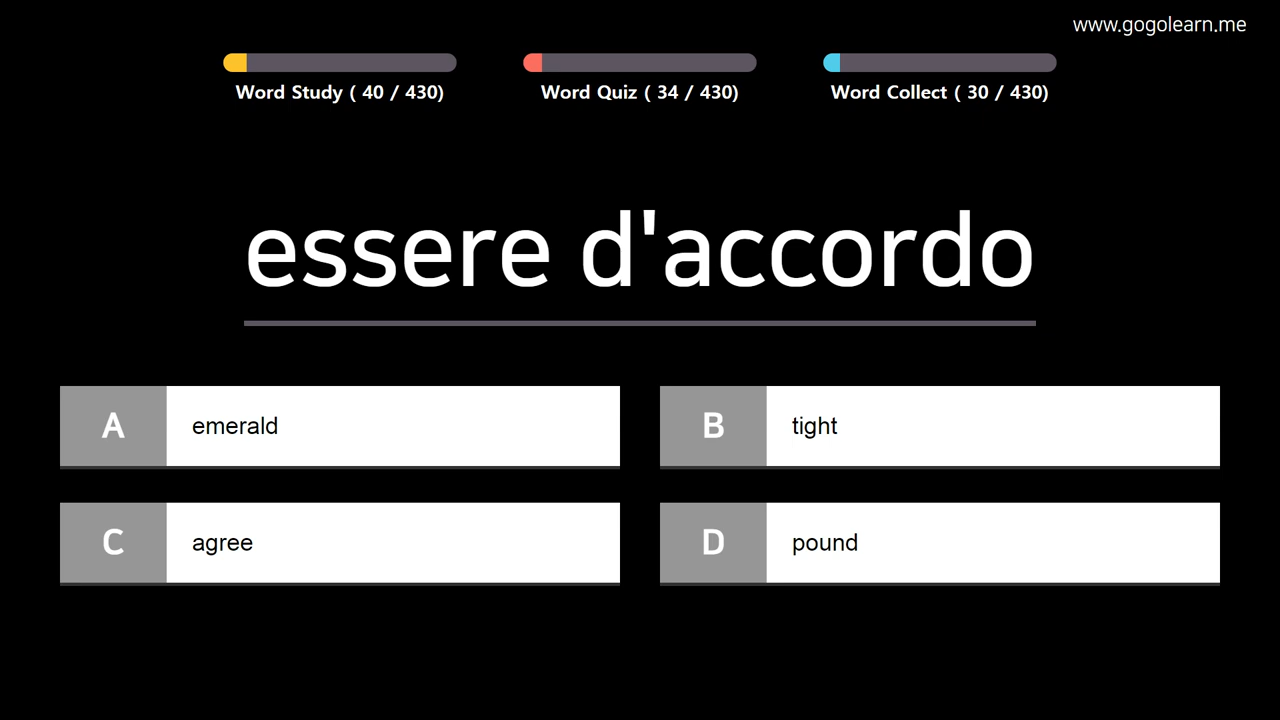 www.gogolearn.me
Word Study ( 40 / 430)
Word Quiz ( 34 / 430)
Word Collect ( 30 / 430)
essere d'accordo
A emerald
B tight
C agree
D pound